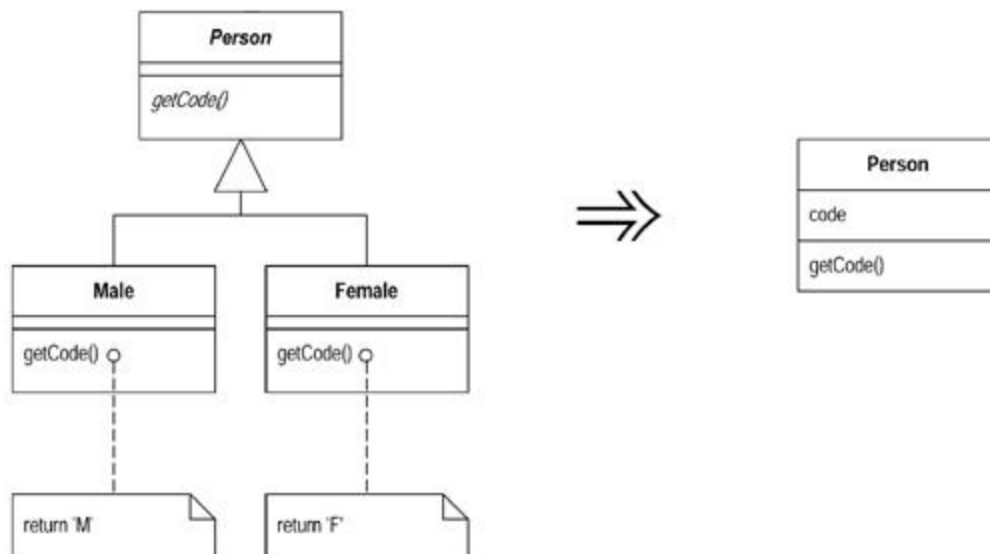 Person
getCode()
Person
code
getCode()
Male
Female
getCode()
getCode()
return 'M'
return 'F'